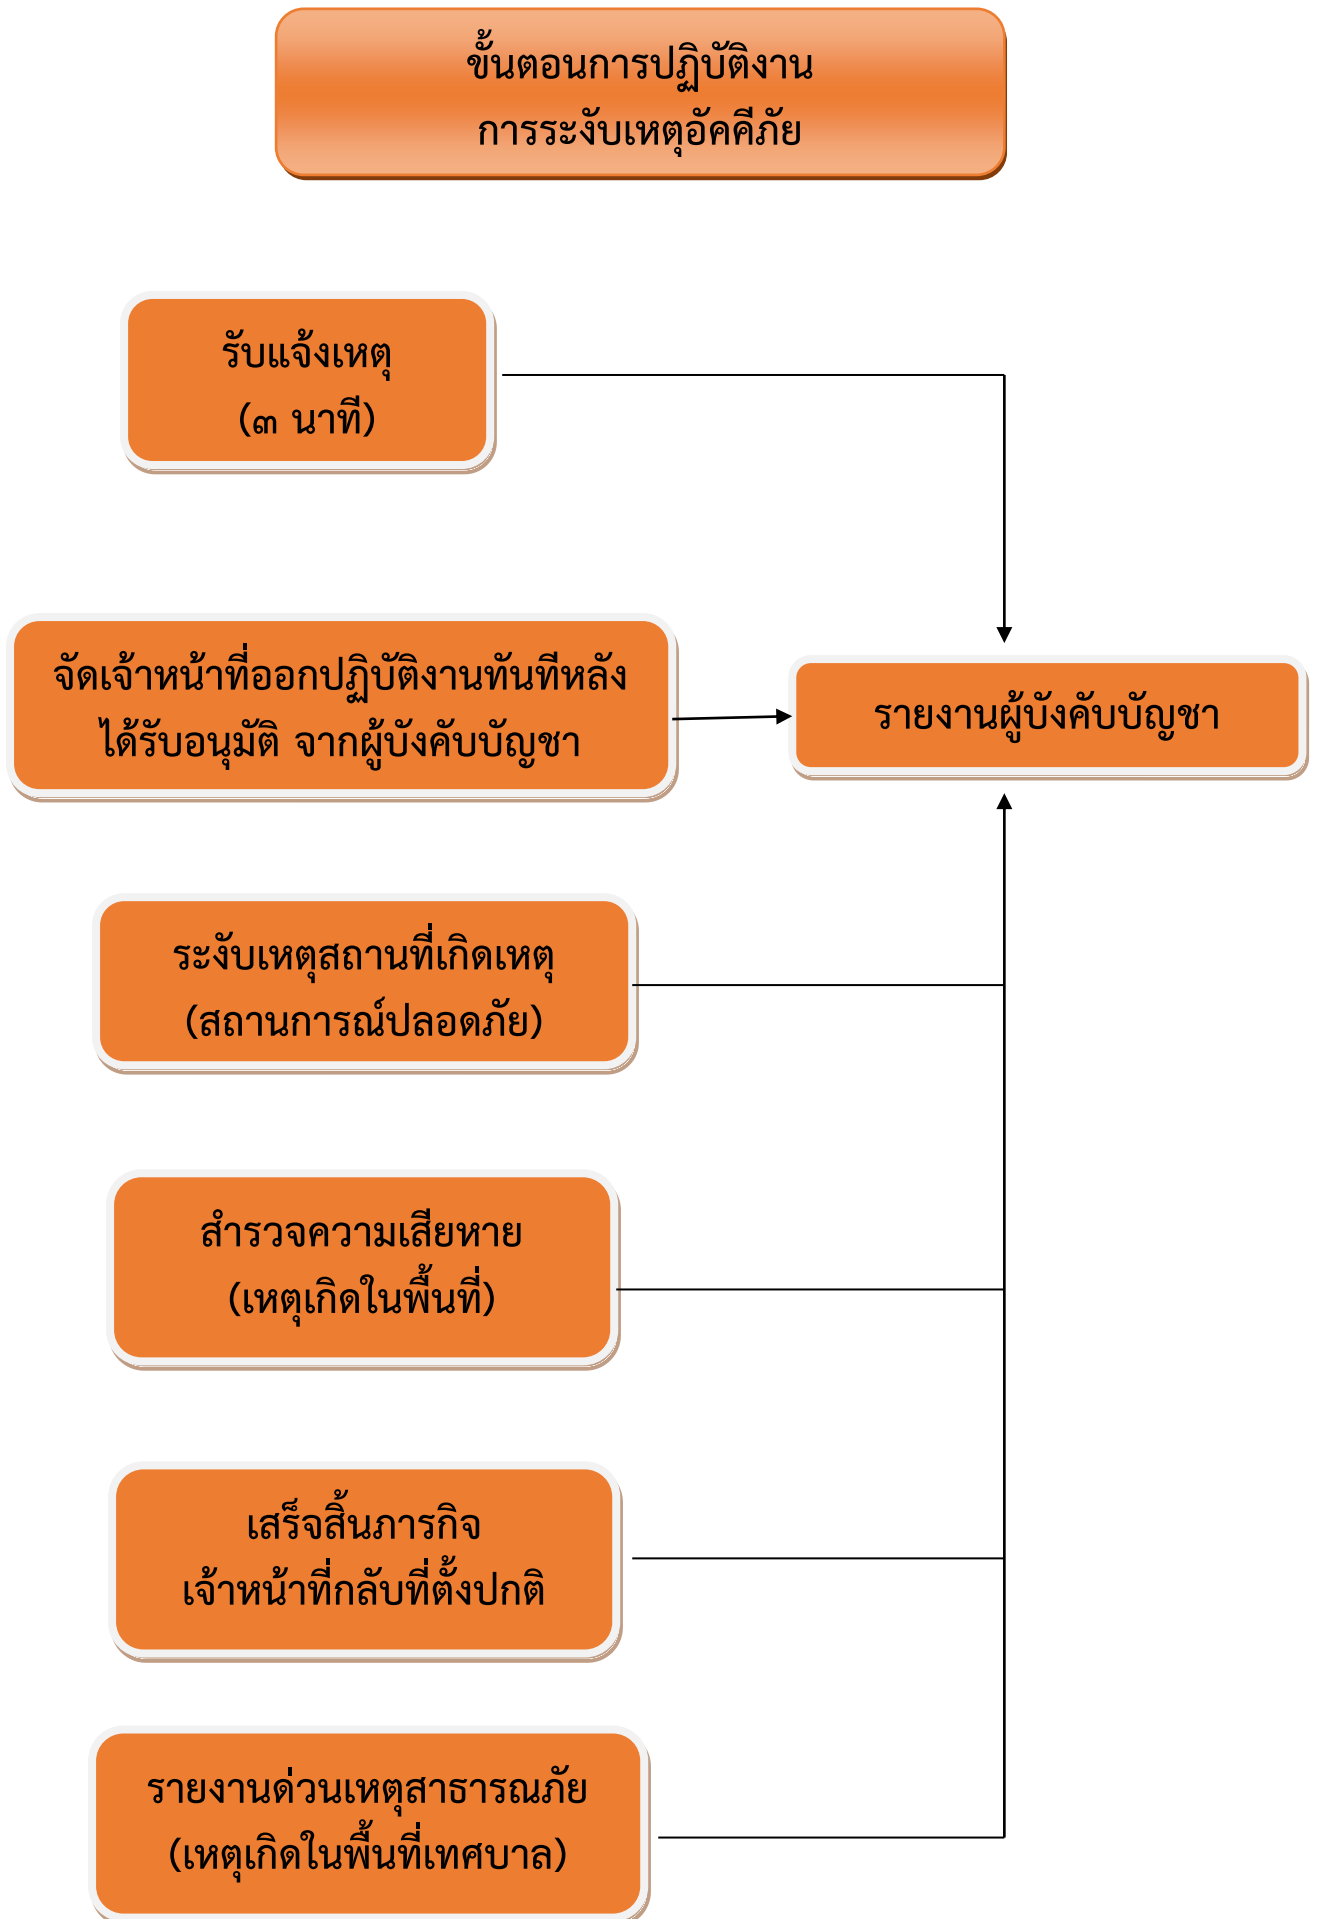 ขั้นตอนการปฏิบัติงาน
การระงับเหตุอัคคีภัย
รับแจ้งเหตุ
(๓ นาที)
จัดเจ้าหน้าที่ออกปฏิบัติงานทันทีหลัง
ได้รับอนุมัติ จากผู้บังคับบัญชา
รายงานผู้บังคับบัญชา
ระงับเหตุสถานที่เกิดเหตุ
(สถานการณ์ปลอดภัย)
สำรวจความเสียหาย
(เหตุเกิดในพื้นที่)
เสร็จสิ้นภารกิจ
เจ้าหน้าที่กลับที่ตั้งปกติ
รายงานด่วนเหตุสาธารณภัย
(เหตุเกิดในพื้นที่เทศบาล)